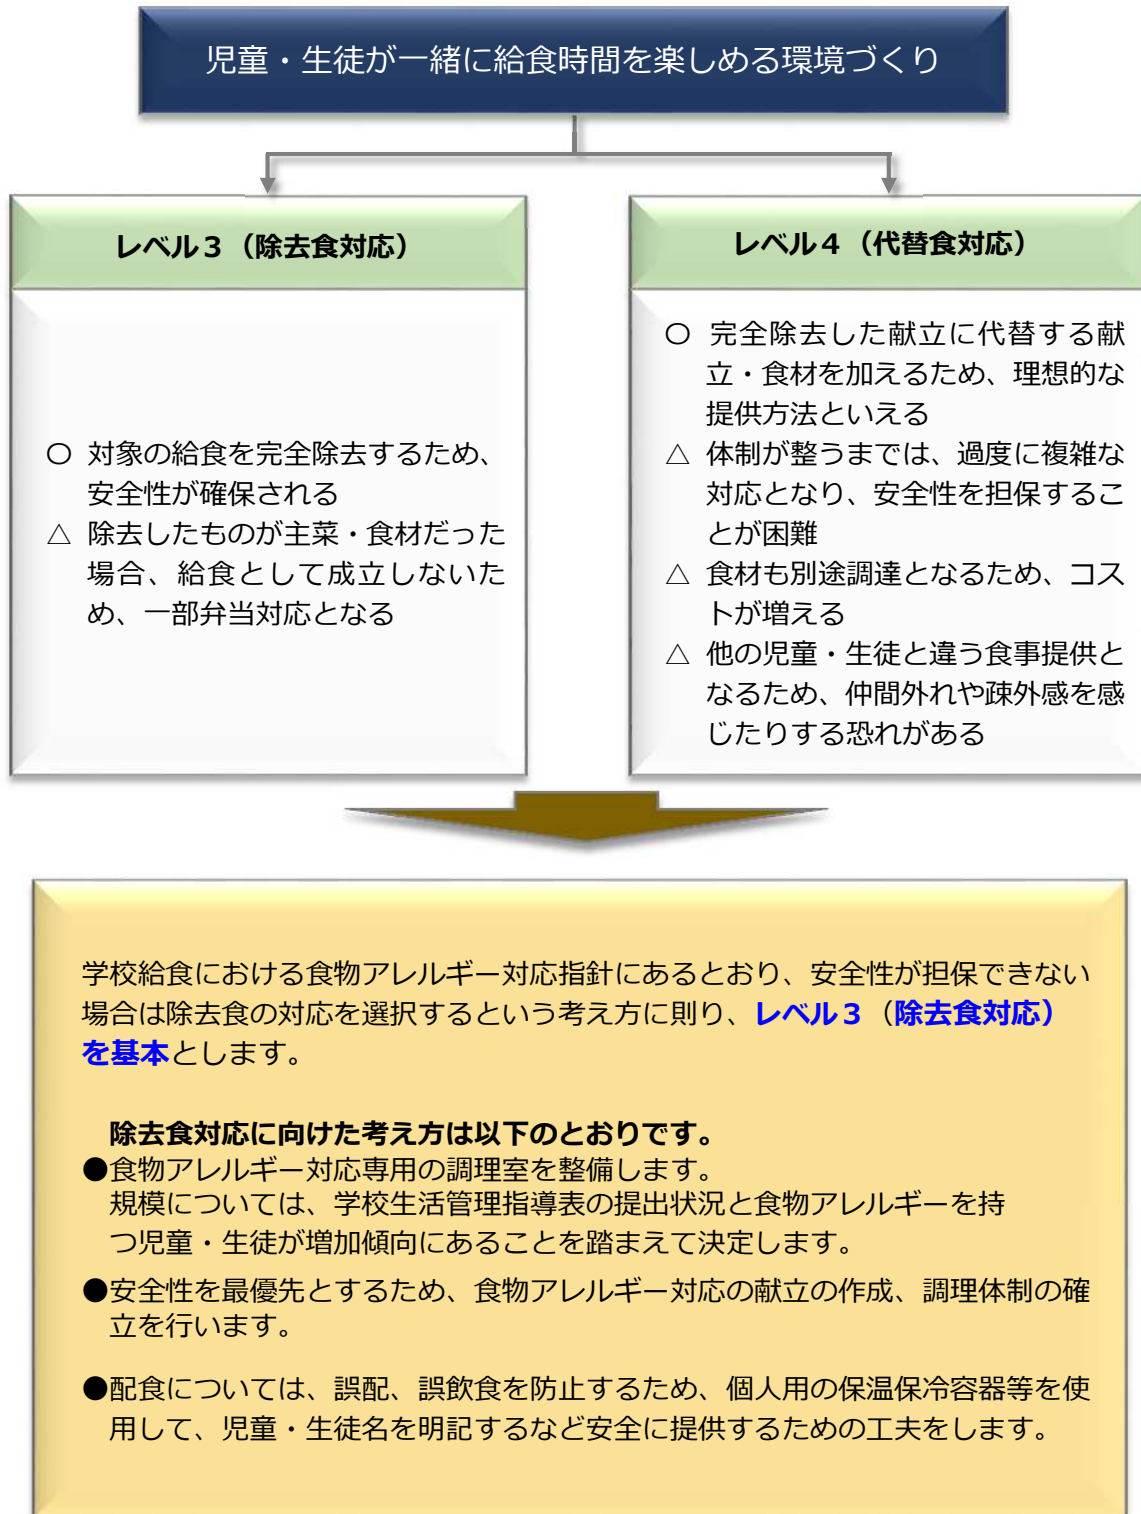 児童・生徒が一緒に給食時間を楽しめる環境づくり
レベル３（除去食対応）
〇 対象の給食を完全除去するため、
安全性が確保される
△ 除去したものが主菜・食材だった
場合、給食として成立しないた
め、一部弁当対応となる
レベル４（代替食対応）
〇 完全除去した献立に代替する献
立・食材を加えるため、理想的な
提供方法といえる
△ 体制が整うまでは、過度に複雑な
対応となり、安全性を担保するこ
とが困難
△ 食材も別途調達となるため、コス
トが増える
△ 他の児童・生徒と違う食事提供と
なるため、仲間外れや疎外感を感
じたりする恐れがある
学校給食における食物アレルギー対応指針にあるとおり、安全性が担保できない
場合は除去食の対応を選択するという考え方に則り、レベル３（除去食対応）
を基本とします。
除去食対応に向けた考え方は以下のとおりです。
●食物アレルギー対応専用の調理室を整備します。
規模については、学校生活管理指導表の提出状況と食物アレルギーを持
つ児童・生徒が増加傾向にあることを踏まえて決定します。
●安全性を最優先とするため、食物アレルギー対応の献立の作成、調理体制の確
立を行います。
●配食については、誤配、誤飲食を防止するため、個人用の保温保冷容器等を使
用して、児童・生徒名を明記するなど安全に提供するための工夫をします。